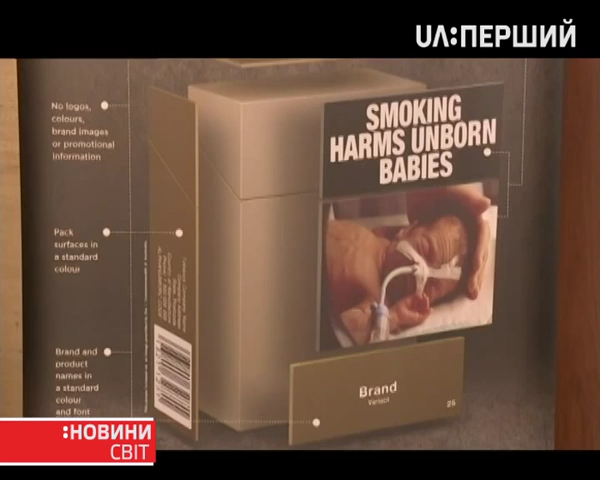 UA:ПЕРШИЙ
No logos,
colours,
brand images
or promotional
information
SMOKING
HARMS UNBORN
BABIES
Pack
surfaces in
a standard
colour
Brand and
product
names in
a standard
colour
and font
Brand
25
:НОВИНИ
СВІТ